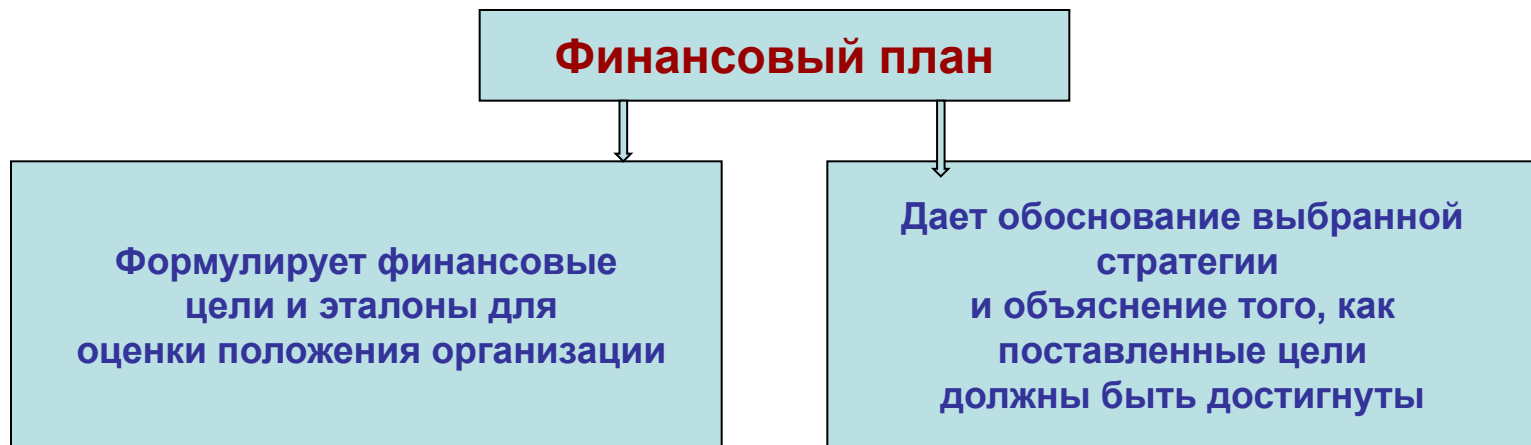 Финансовый план
Формулирует финансовые
цели и эталоны для
оценки положения организации
Дает обоснование выбранной
стратегии
и объяснение того, как
поставленные цели
должны быть достигнуты